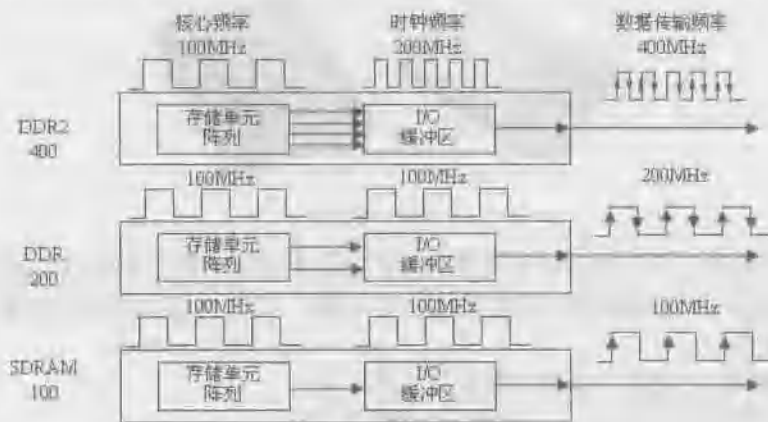 核心频率 时钟频率 数据传输频率
100MHz 200MHz 400MHz
DDR2
400
存储单元
阵列
I/O
缓冲区
100MHz 100MHz 200MHz
DDR
200
存储单元
阵列
I/O
缓冲区
100MHz 100MHz 100MHz
SDRAM
100
存储单元
阵列
I/O
缓冲区